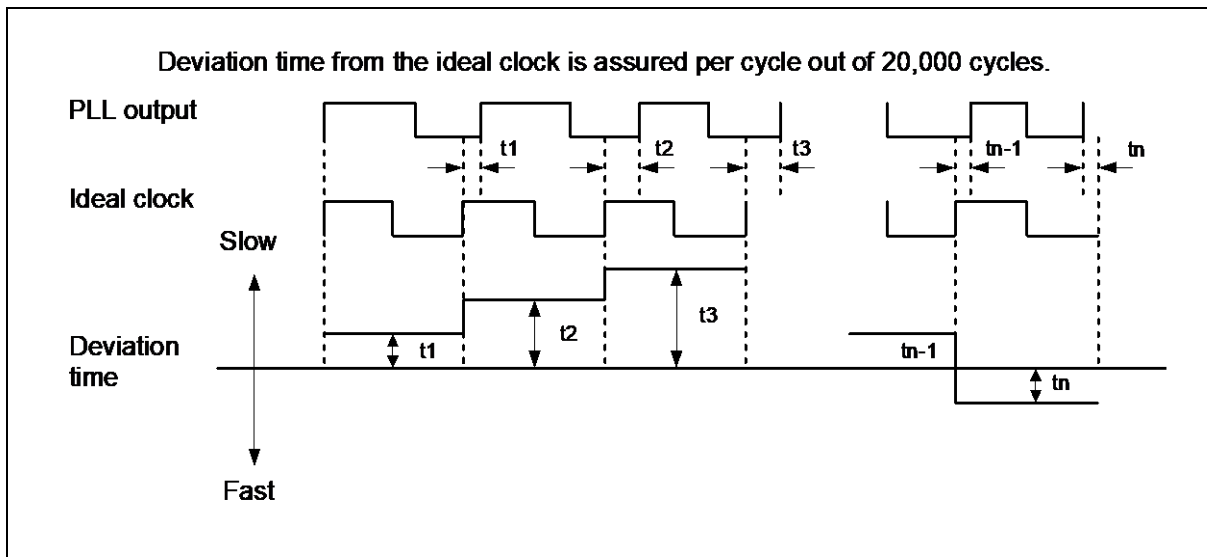 Deviation time from the ideal clock is assured per cycle out of 20,000 cycles.
PLL output
t1
t2
t3
tn-1
tn
Ideal clock
Slow
t1
t2
t3
Deviation
time
tn-1
tn
Fast